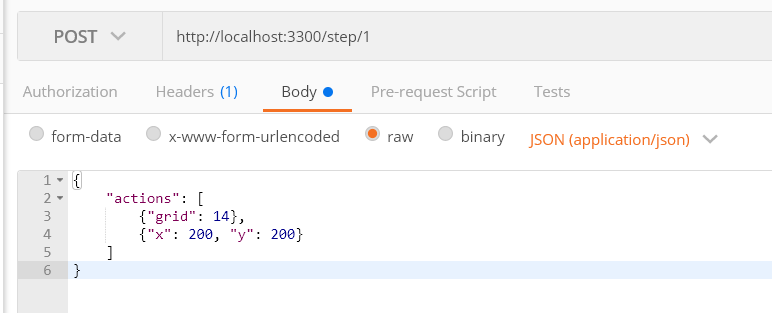 POST http://localhost:3300/step/1
Authorization Headers (1) Body Pre-request Script Tests
form-data x-www-form-urlencoded raw binary JSON (application/json)
1 {
2     "actions": [
3         {"grid": 14},
4         {"x": 200, "y": 200}
5     ]
6 }